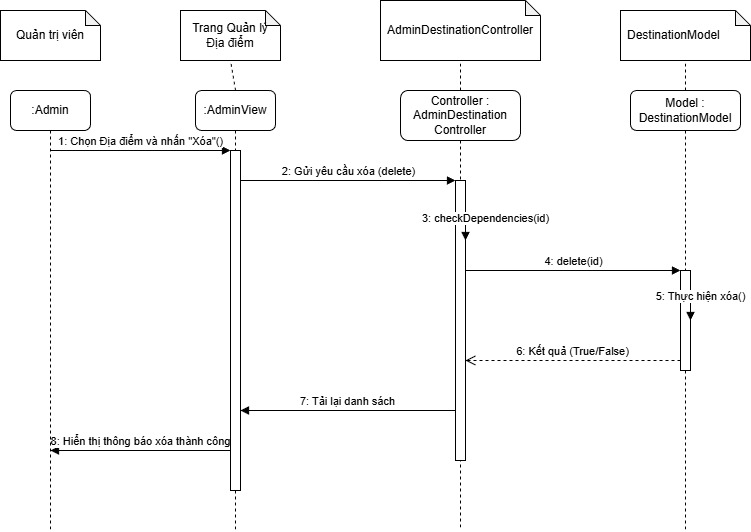 Quản trị viên
Trang Quản lý
Địa điểm
AdminDestinationController
DestinationModel
:Admin
:AdminView
Controller :
AdminDestination
Controller
Model :
DestinationModel
1: Chọn Địa điểm và nhấn "Xóa"()
2: Gửi yêu cầu xóa (delete)
3: checkDependencies(id)
4: delete(id)
5: Thực hiện xóa()
6: Kết quả (True/False)
7: Tải lại danh sách
8: Hiển thị thông báo xóa thành công